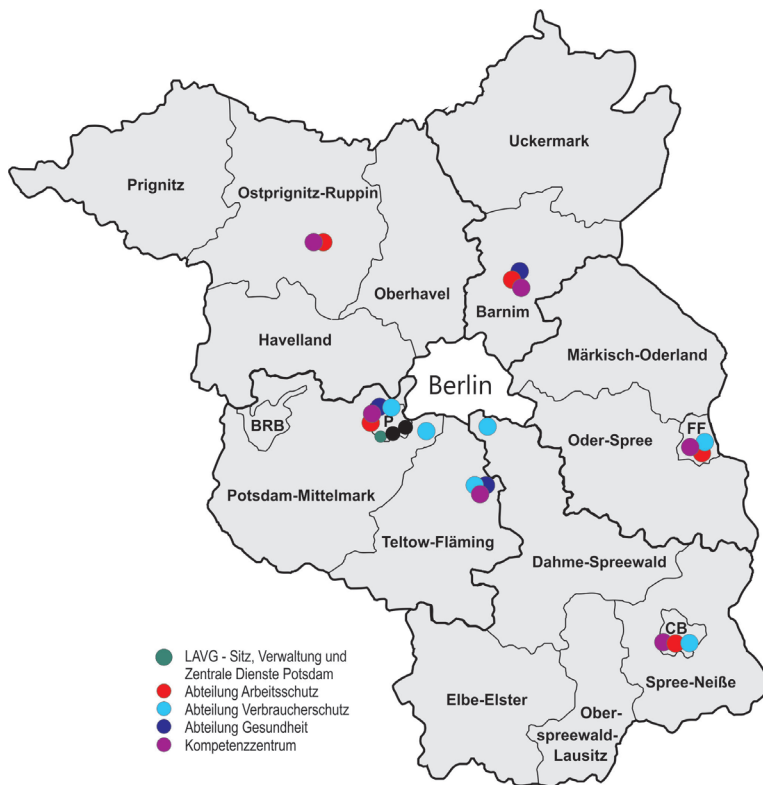 Uckermark
Prignitz
Ostprignitz-Ruppin
Oberhavel
Barnim
Havelland
Märkisch-Oderland
Berlin
BRB
P
FF
Oder-Spree
Potsdam-Mittelmark
Teltow-Fläming
Dahme-Spreewald
CB
LAVG - Sitz, Verwaltung und
Zentrale Dienste Potsdam
Abteilung Arbeitsschutz
Abteilung Verbraucherschutz
Abteilung Gesundheit
Kompetenzzentrum
Elbe-Elster
Spree-Neiße
Ober-
spreewald-
Lausitz